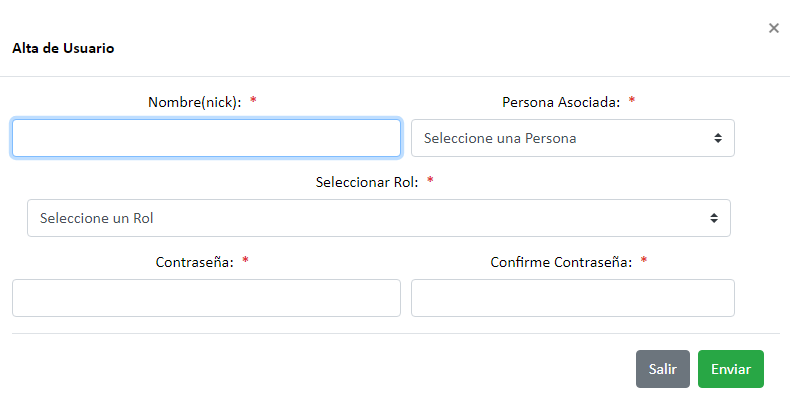 ×
Alta de Usuario
Nombre(nick): * Persona Asociada: *
Seleccione una Persona
Seleccionar Rol: *
Seleccione un Rol
Contraseña: * Confirme Contraseña: *
Salir Enviar